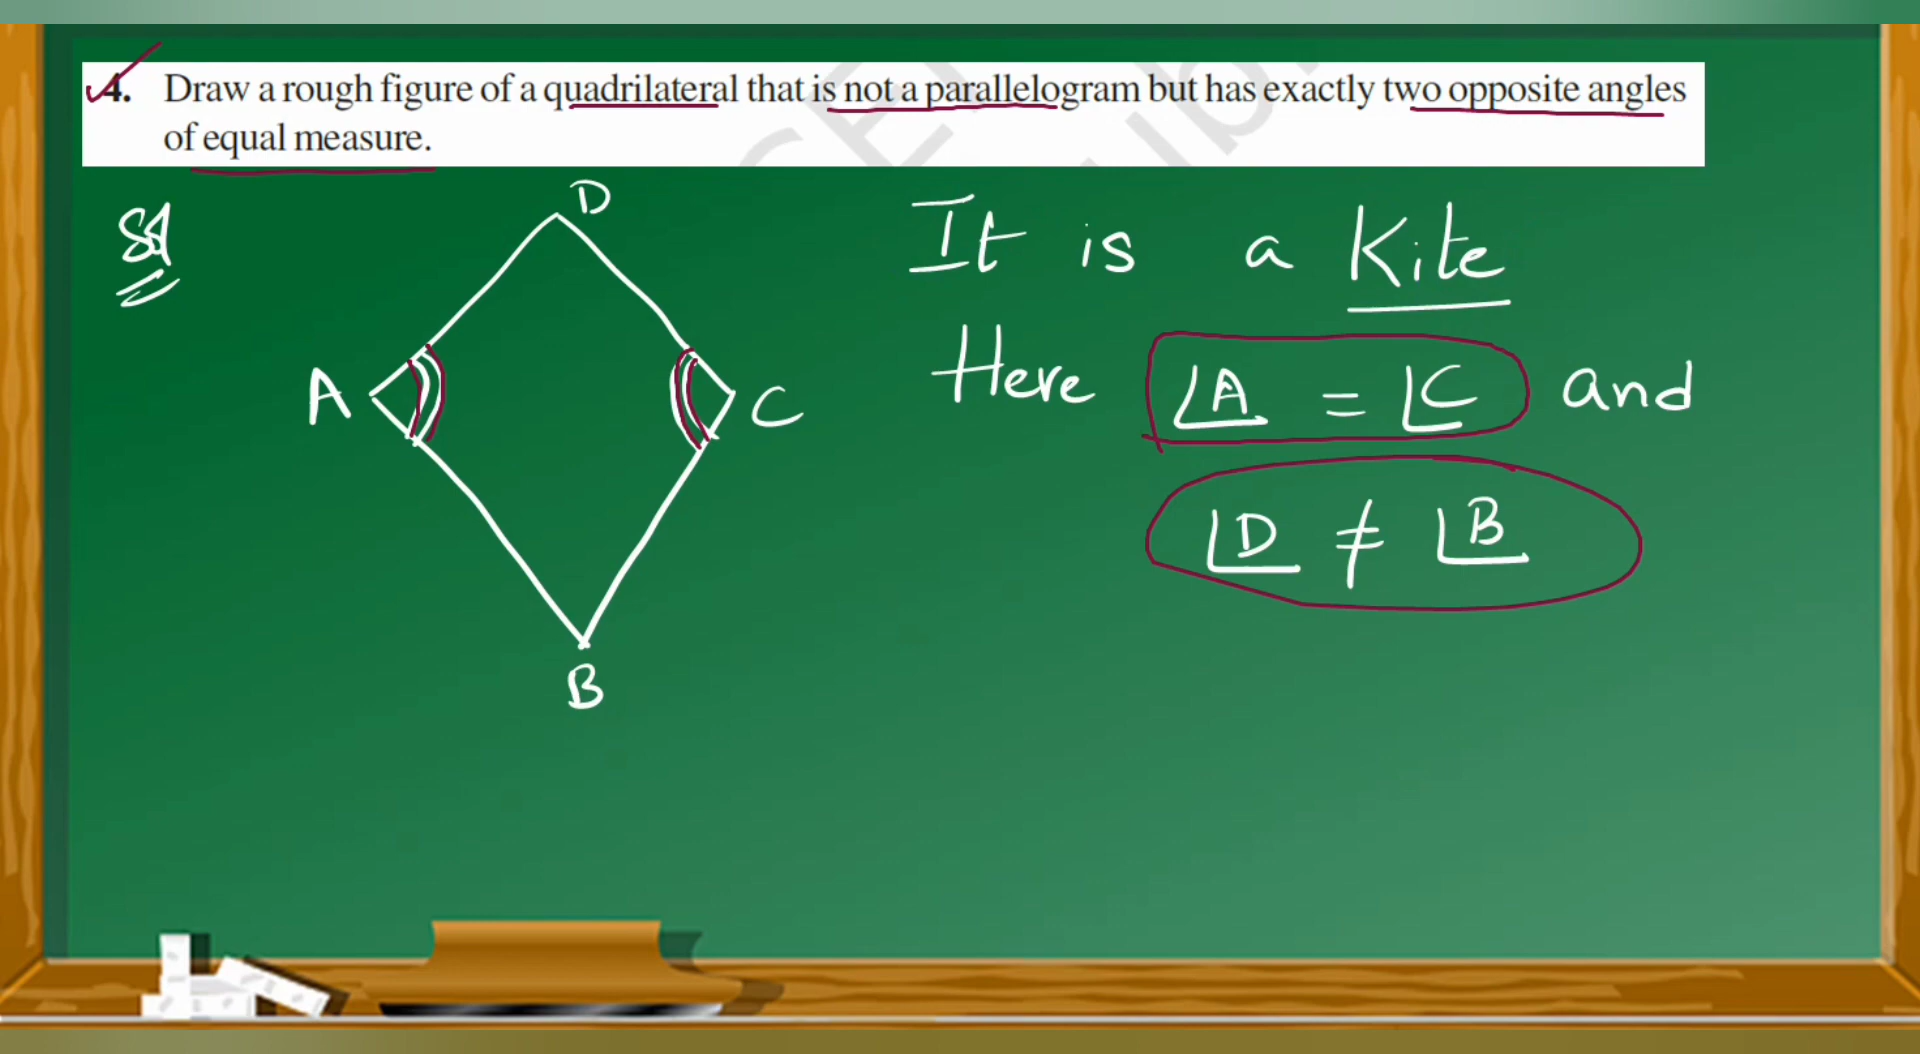 4. Draw a rough figure of a quadrilateral that is not a parallelogram but has exactly two opposite angles
of equal measure.
Sol
D
It is a Kite
A
C
Here ∠A = ∠C and
∠D ≠ ∠B
B